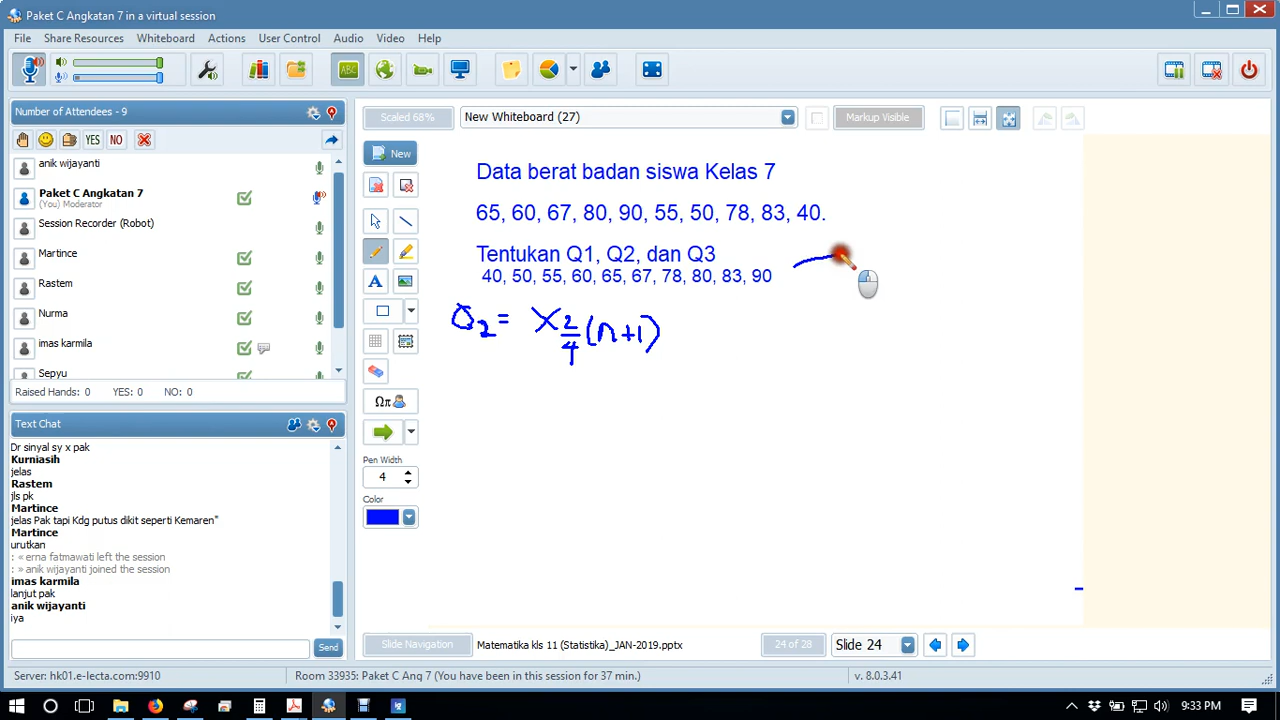 Paket C Angkatan 7 in a virtual session
File Share Resources Whiteboard Actions User Control Audio Video Help
ABC
Number of Attendees - 9
YES NO
anik wijayanti
Paket C Angkatan 7
(You) Moderator
Session Recorder (Robot)
Martince
Rastem
Nurma
imas karmila
Sepyu
Raised Hands: 0 YES: 0 NO: 0
Text Chat
Dr sinyal sy x pak
Kurniasih
jelas
Rastem
jls pk
Martince
jelas Pak tapi Kdg putus dikit seperti Kemaren"
Martince
urutkan
: « erna fatmawati left the session
: » anik wijayanti joined the session
imas karmila
lanjut pak
anik wijayanti
iya
Send
Scaled 68% New Whiteboard (27) Markup Visible
New
A
Ωπ
Pen Width
4
Color
Data berat badan siswa Kelas 7
65, 60, 67, 80, 90, 55, 50, 78, 83, 40.
Tentukan Q1, Q2, dan Q3
40, 50, 55, 60, 65, 67, 78, 80, 83, 90
Q2 = X 2/4 (n+1)
Slide Navigation Matematika kls 11 (Statistika)_JAN-2019.pptx 24 of 28 Slide 24
Server: hk01.e-lecta.com:9910 Room 33935: Paket C Ang 7 (You have been in this session for 37 min.) v. 8.0.3.41
9:33 PM